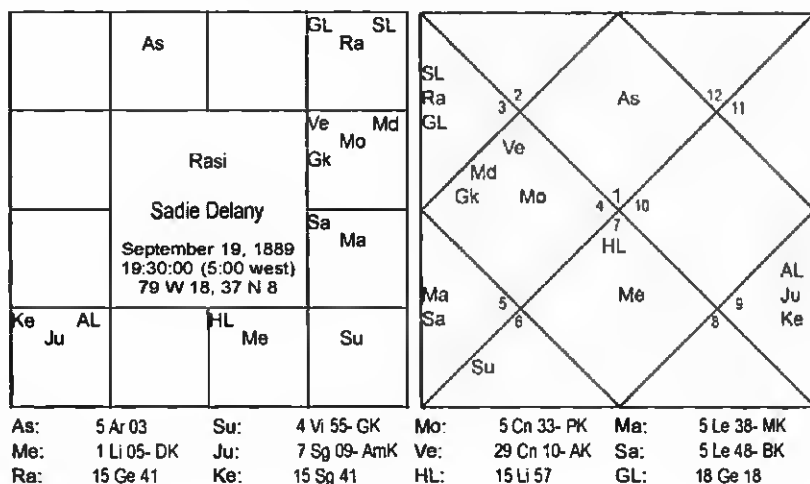 As
GL SL
Ra
Ve Md
Mo
Gk
Rasi
Sadie Delany
September 19, 1889
19:30:00 (5:00 west)
79 W 18, 37 N 8
Sa
Ma
Ke AL
Ju
HL
Me
Su
SL
Ra
GL
2
3
As
12
11
Ve
Md
Gk
Mo
1
4 10
7
HL
Ma
Sa
5
6
Me
AL
9 Ju
8 Ke
Su
As: 5 Ar 03 Su: 4 Vi 55- GK Mo: 5 Cn 33- PK Ma: 5 Le 38- MK
Me: 1 Li 05- DK Ju: 7 Sg 09- AmK Ve: 29 Cn 10- AK Sa: 5 Le 48- BK
Ra: 15 Ge 41 Ke: 15 Sg 41 HL: 15 Li 57 GL: 18 Ge 18